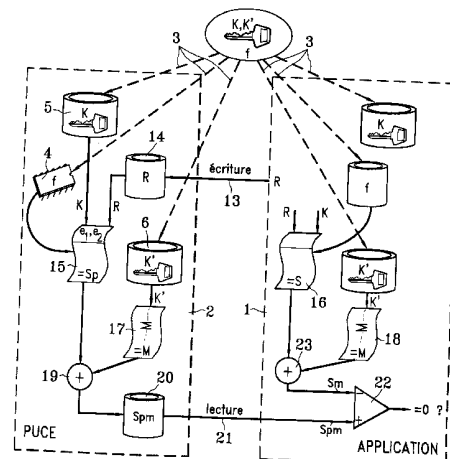 K,K'
f
3
3
5
K
K
4
f
14
R
écriture
13
R
f
K
R
R
K
6
K'
e1,e2
15
=Sp
=S
16
K'
2
1
K'
K'
17
M
=M
M
=M
18
19
+
23
+
20
Sm
22
Spm
lecture
21
Spm
=0 ?
PUCE
APPLICATION